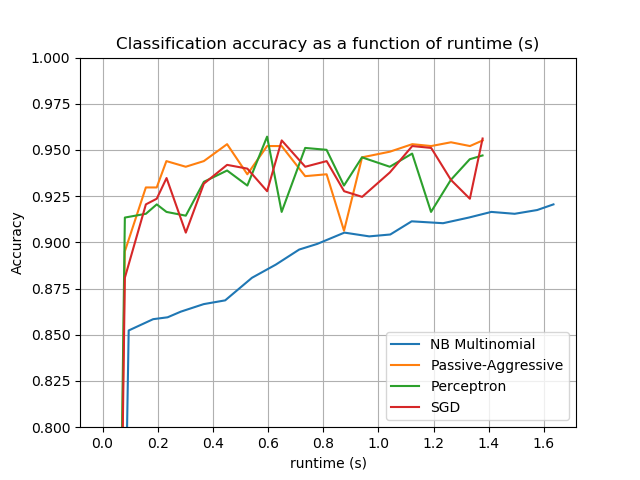 Classification accuracy as a function of runtime (s)
1.000
0.975
0.950
0.925
0.900
0.875
0.850
0.825
0.800
Accuracy
0.0 0.2 0.4 0.6 0.8 1.0 1.2 1.4 1.6
runtime (s)
NB Multinomial
Passive-Aggressive
Perceptron
SGD